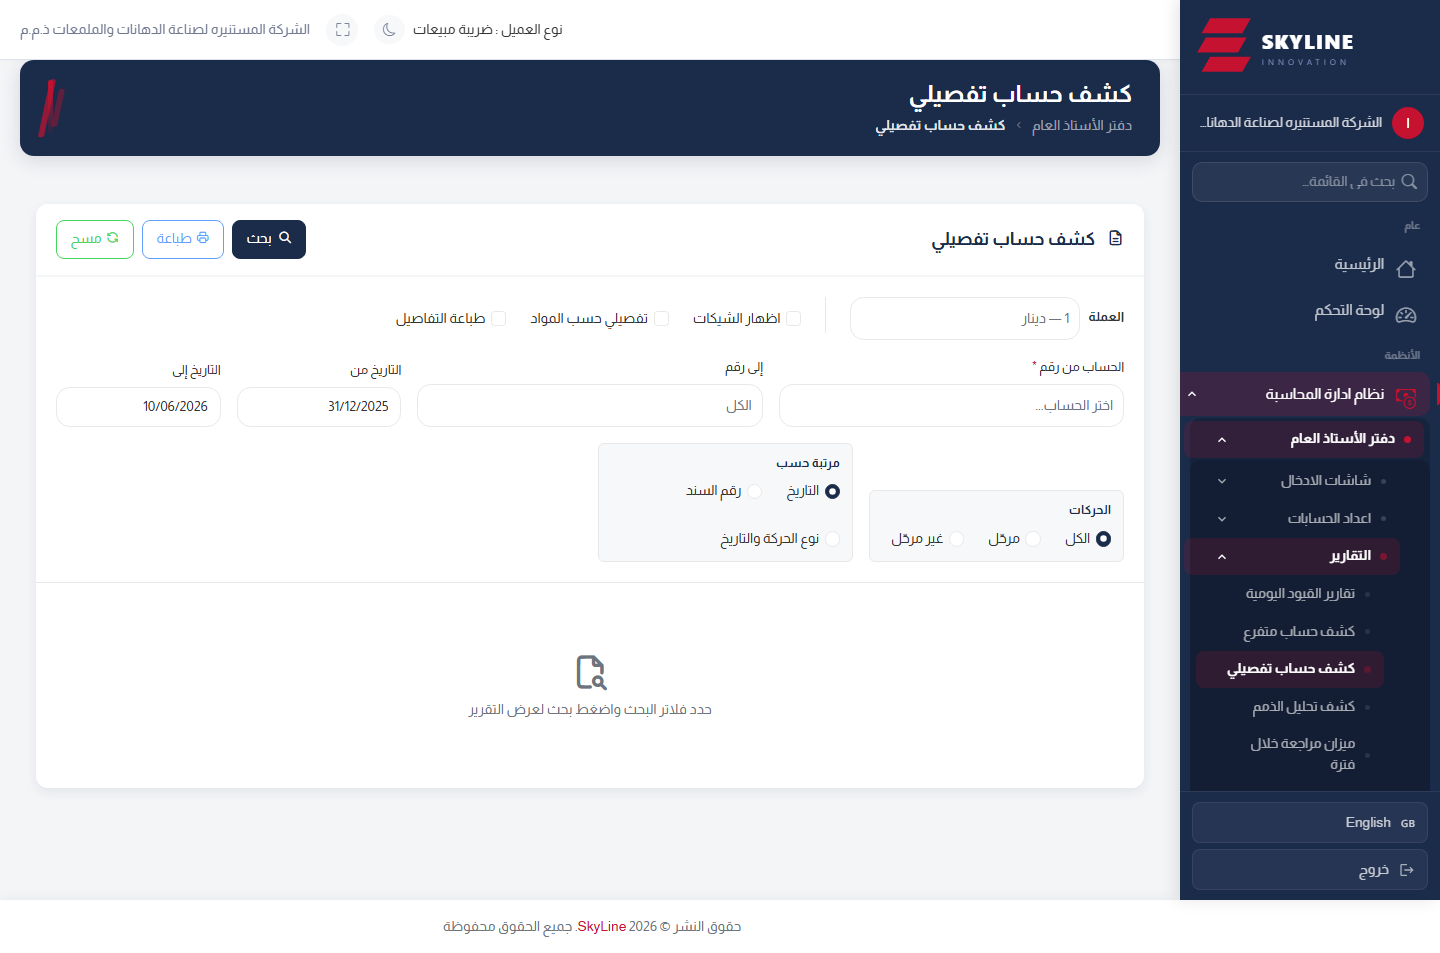 SKYLINE
INNOVATION
الشركة المستنيره لصناعة الدهانا...
بحث في القائمة...
عام
الرئيسية
لوحة التحكم
الأنظمة
نظام ادارة المحاسبة
دفتر الأستاذ العام
شاشات الادخال
اعداد الحسابات
التقارير
تقارير القيود اليومية
كشف حساب متفرع
كشف حساب تفصيلي
كشف تحليل الذمم
ميزان مراجعة خلال
فترة
GB English
خروج
نوع العميل : ضريبة مبيعات
الشركة المستنيره لصناعة الدهانات والملمعات ذ.م.م
كشف حساب تفصيلي
دفتر الأستاذ العام › كشف حساب تفصيلي
كشف حساب تفصيلي
بحث
طباعة
مسح
العملة 1 — دينار اظهار الشيكات تفصيلي حسب المواد طباعة التفاصيل
الحساب من رقم * إلى رقم التاريخ من التاريخ إلى
اختر الحساب... الكل 31/12/2025 10/06/2026
مرتبة حسب
التاريخ رقم السند
نوع الحركة والتاريخ
الحركات
الكل مرحّل غير مرحّل
حدد فلاتر البحث واضغط بحث لعرض التقرير
حقوق النشر © 2026 SkyLine. جميع الحقوق محفوظة